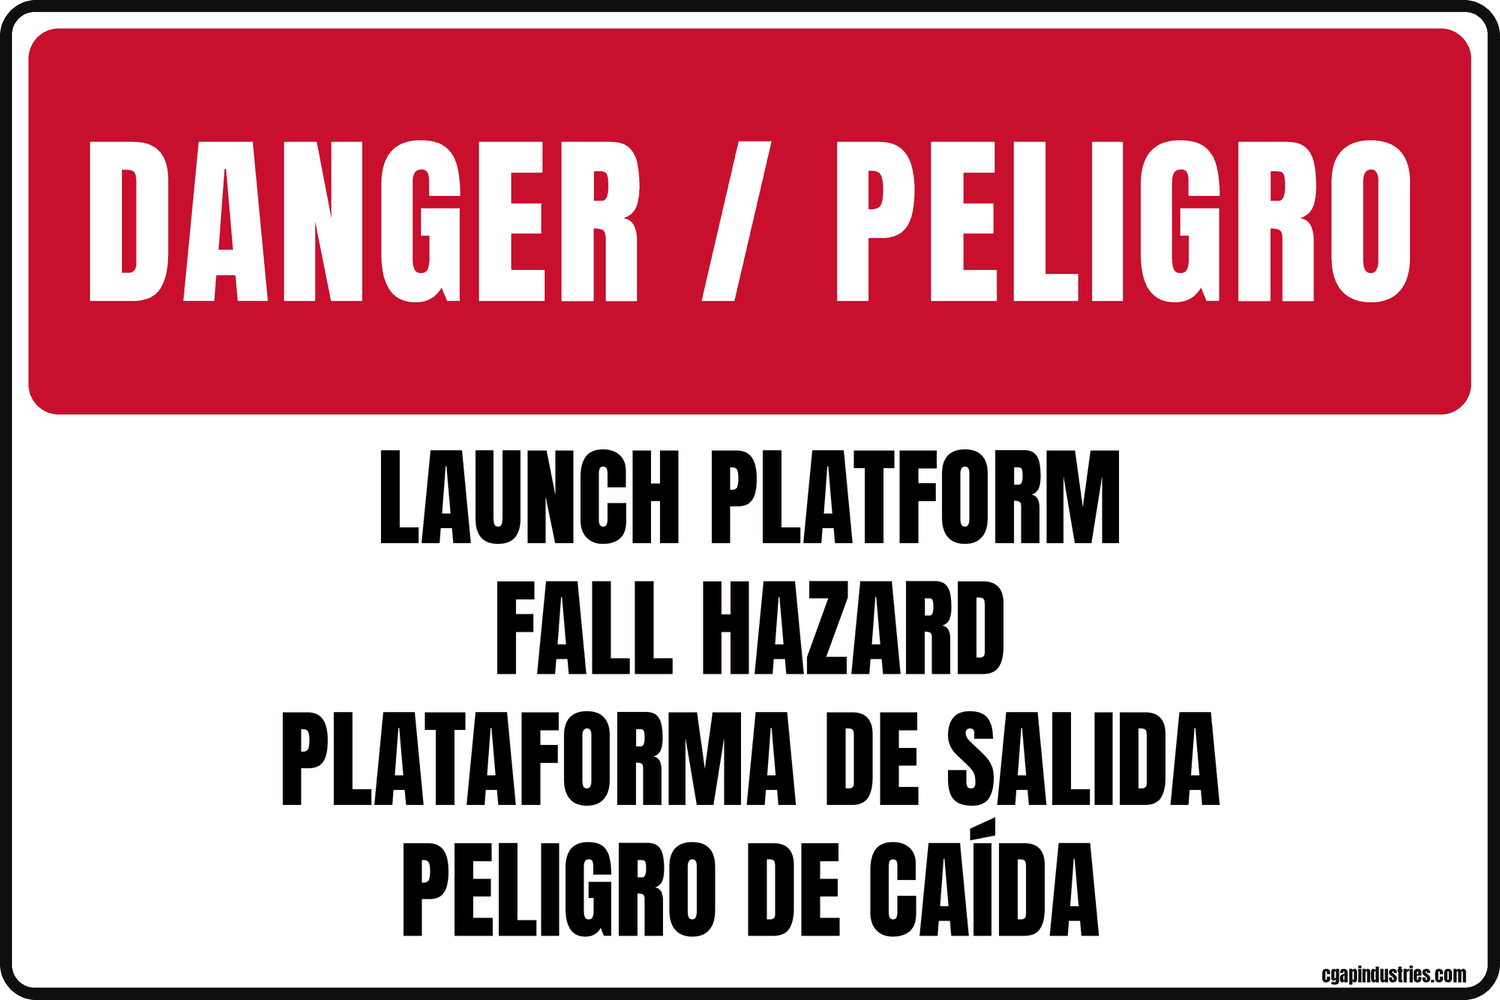 DANGER / PELIGRO
LAUNCH PLATFORM
FALL HAZARD
PLATAFORMA DE SALIDA
PELIGRO DE CAÍDA
cgapindustries.com